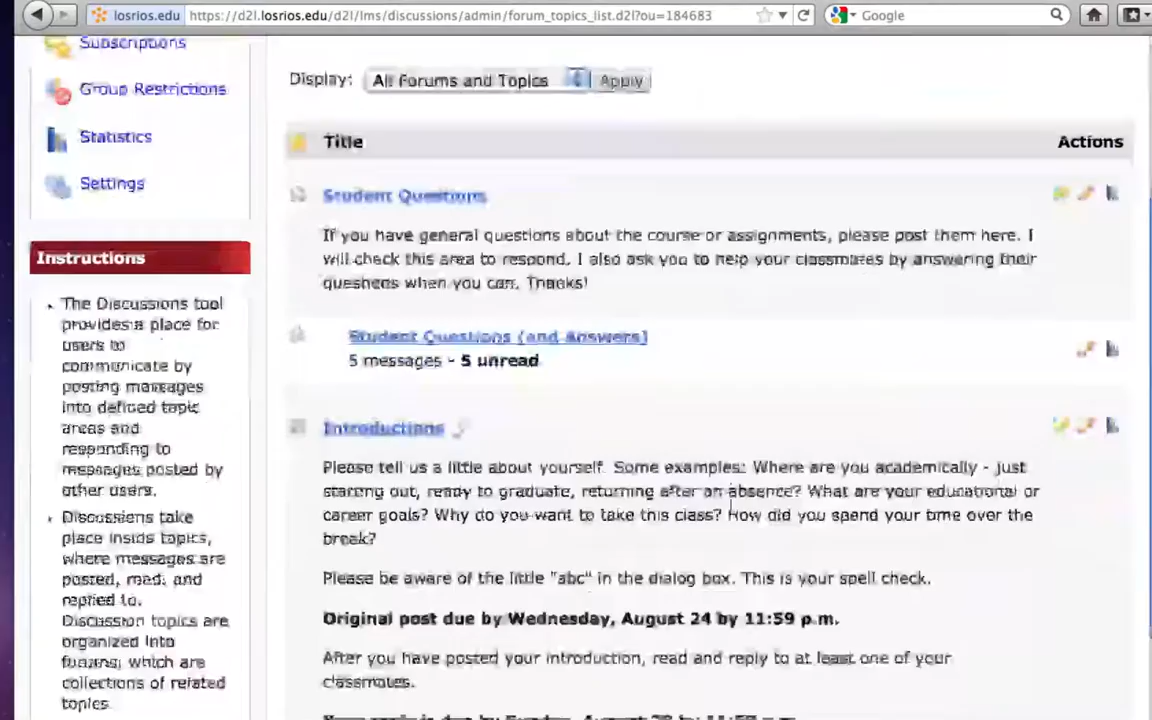 losrios.edu https://d2l.losrios.edu/d2l/lms/discussions/admin/forum_topics_list.d2l?ou=184683 Google
Subscriptions
Group Restrictions
Statistics
Settings
Instructions
The Discussions tool
provides a place for
users to
communicate by
posting messages
into defined topic
areas and
responding to
messages posted by
other users.
Discussions take
place inside topics,
where messages are
posted, read, and
replied to.
Discussion topics are
organized into
forums, which are
collections of related
topics.
Display: All Forums and Topics Apply
Title Actions
Student Questions
If you have general questions about the course or assignments, please post them here. I
will check this area to respond. I also ask you to help your classmates by answering their
questions when you can. Thanks!
Student Questions (and Answers)
5 messages - 5 unread
Introductions
Please tell us a little about yourself. Some examples: Where are you academically - just
starting out, ready to graduate, returning after an absence? What are your educational or
career goals? Why do you want to take this class? How did you spend your time over the
break?
Please be aware of the little "abc" in the dialog box. This is your spell check.
Original post due by Wednesday, August 24 by 11:59 p.m.
After you have posted your introduction, read and reply to at least one of your
classmates.